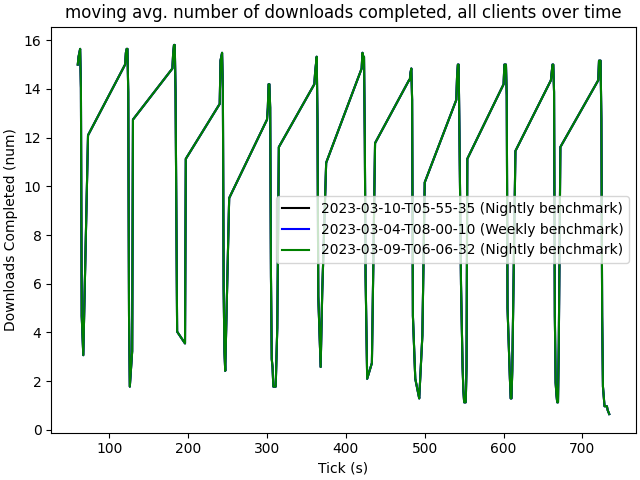 moving avg. number of downloads completed, all clients over time
Downloads Completed (num)
16
14
12
10
8
6
4
2
0
2023-03-10-T05-55-35 (Nightly benchmark)
2023-03-04-T08-00-10 (Weekly benchmark)
2023-03-09-T06-06-32 (Nightly benchmark)
100 200 300 400 500 600 700
Tick (s)